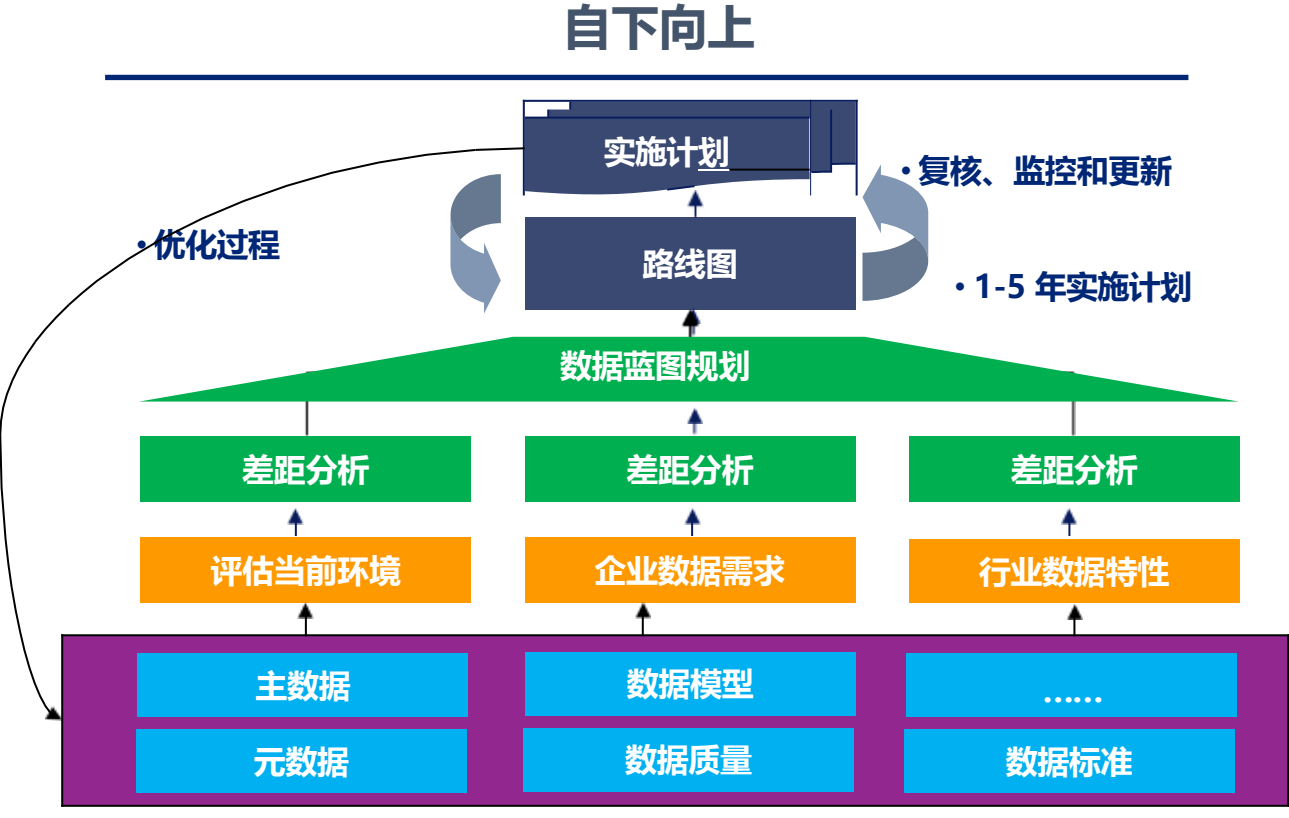 自下向上
实施计划
• 复核、监控和更新
• 优化过程
路线图
• 1-5 年实施计划
数据蓝图规划
差距分析
差距分析
差距分析
评估当前环境
企业数据需求
行业数据特性
主数据
数据模型
……
元数据
数据质量
数据标准